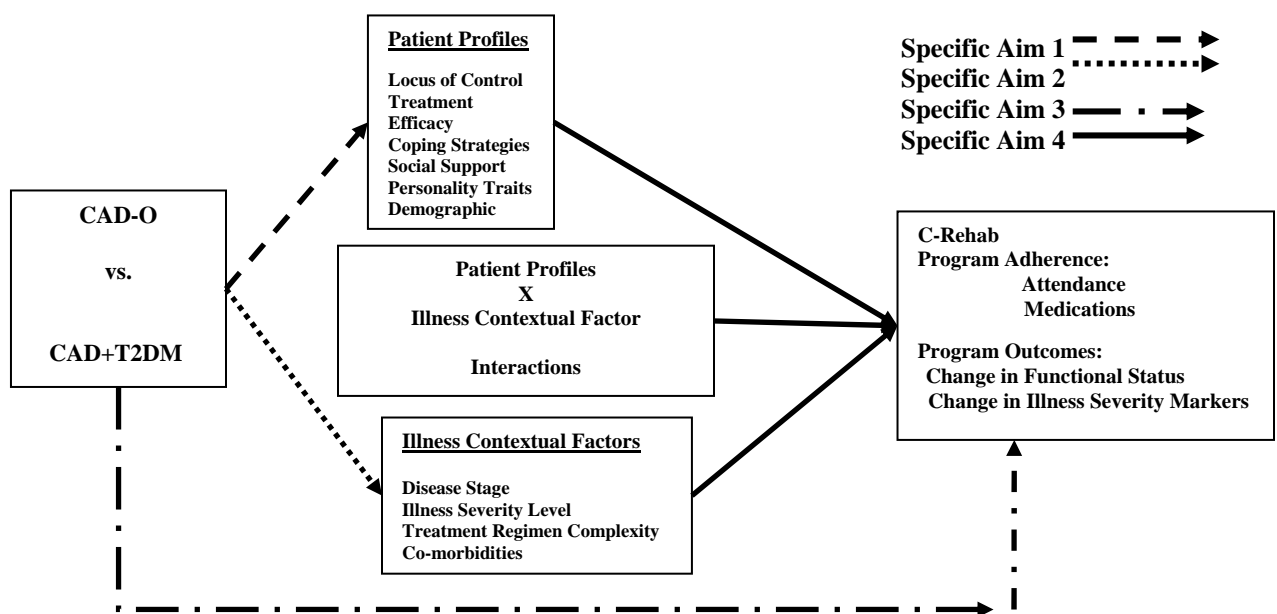 Patient Profiles
Locus of Control
Treatment
Efficacy
Coping Strategies
Social Support
Personality Traits
Demographic
Specific Aim 1
Specific Aim 2
Specific Aim 3
Specific Aim 4
CAD-O
vs.
CAD+T2DM
Patient Profiles
X
Illness Contextual Factor
Interactions
Illness Contextual Factors
Disease Stage
Illness Severity Level
Treatment Regimen Complexity
Co-morbidities
C-Rehab
Program Adherence:
Attendance
Medications
Program Outcomes:
Change in Functional Status
Change in Illness Severity Markers